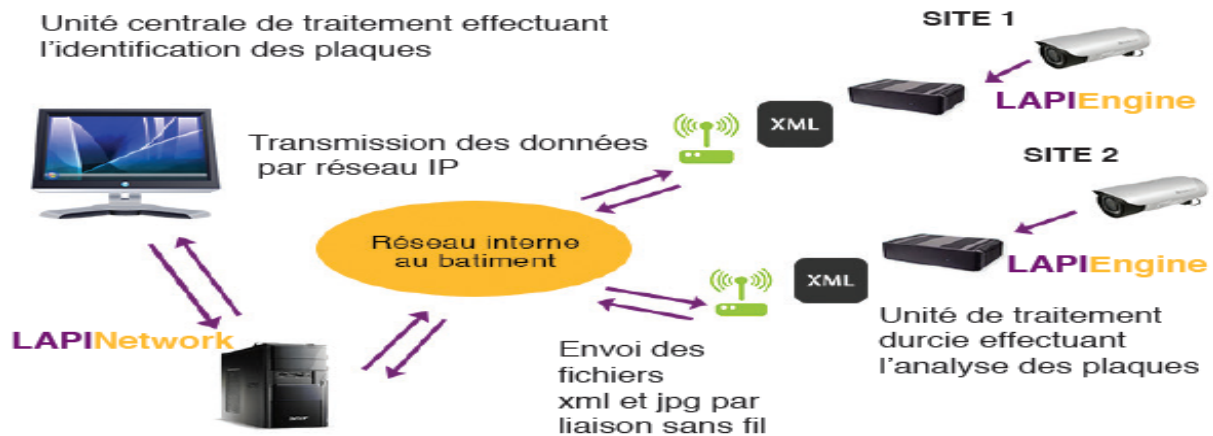 Unité centrale de traitement effectuant
l'identification des plaques
SITE 1
LAPIEngine
XML
Transmission des données
par réseau IP
SITE 2
Réseau interne
au batiment
LAPIEngine
XML
LAPINetwork
Envoi des
fichiers
xml et jpg par
liaison sans fil
Unité de traitement
durcie effectuant
l'analyse des plaques